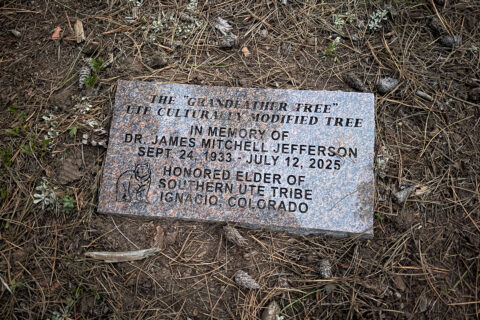 THE "GRANDFATHER TREE"
UTE CULTURALLY MODIFIED TREE
IN MEMORY OF
DR. JAMES MITCHELL JEFFERSON
SEPT. 24, 1933 - JULY 12, 2025
HONORED ELDER OF
SOUTHERN UTE TRIBE
IGNACIO, COLORADO